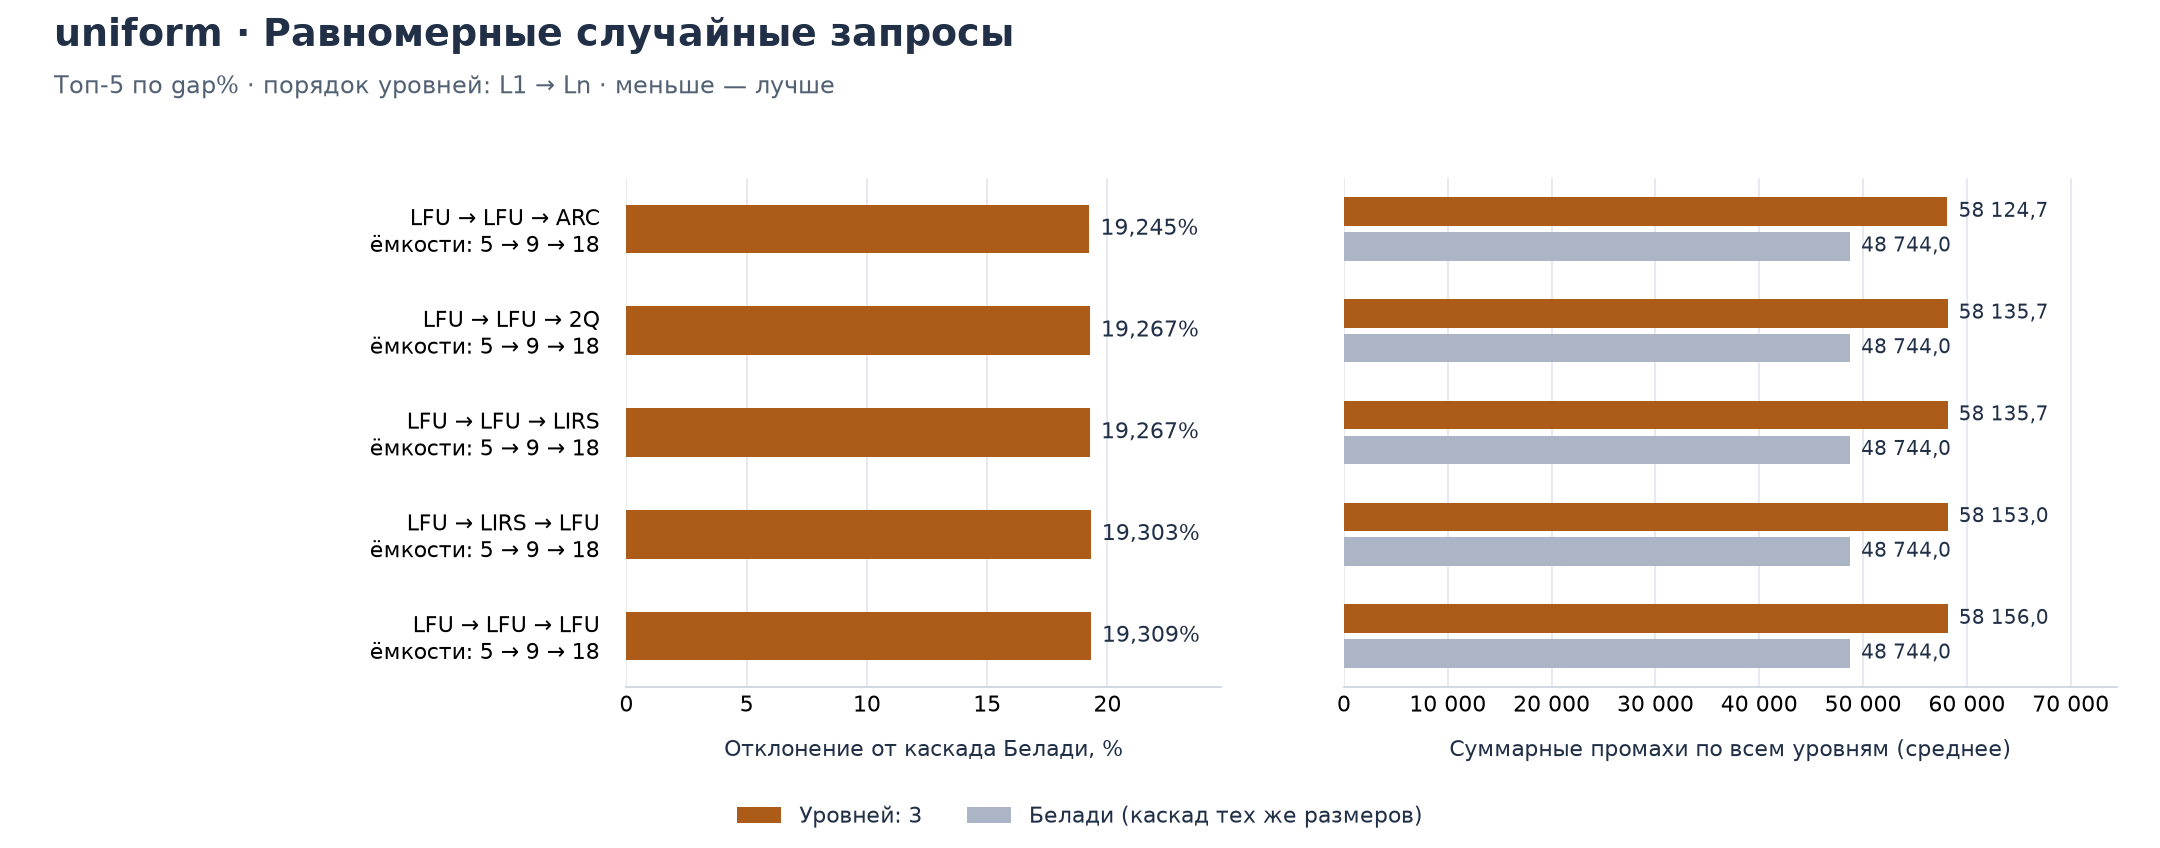 uniform · Равномерные случайные запросы
Топ-5 по gap% · порядок уровней: L1 → Ln · меньше — лучше
LFU → LFU → ARC
ёмкости: 5 → 9 → 18
19,245%
58 124,7
48 744,0
LFU → LFU → 2Q
ёмкости: 5 → 9 → 18
19,267%
58 135,7
48 744,0
LFU → LFU → LIRS
ёмкости: 5 → 9 → 18
19,267%
58 135,7
48 744,0
LFU → LIRS → LFU
ёмкости: 5 → 9 → 18
19,303%
58 153,0
48 744,0
LFU → LFU → LFU
ёмкости: 5 → 9 → 18
19,309%
58 156,0
48 744,0
0 5 10 15 20
0 10 000 20 000 30 000 40 000 50 000 60 000 70 000
Отклонение от каскада Белади, %
Суммарные промахи по всем уровням (среднее)
Уровней: 3
Белади (каскад тех же размеров)